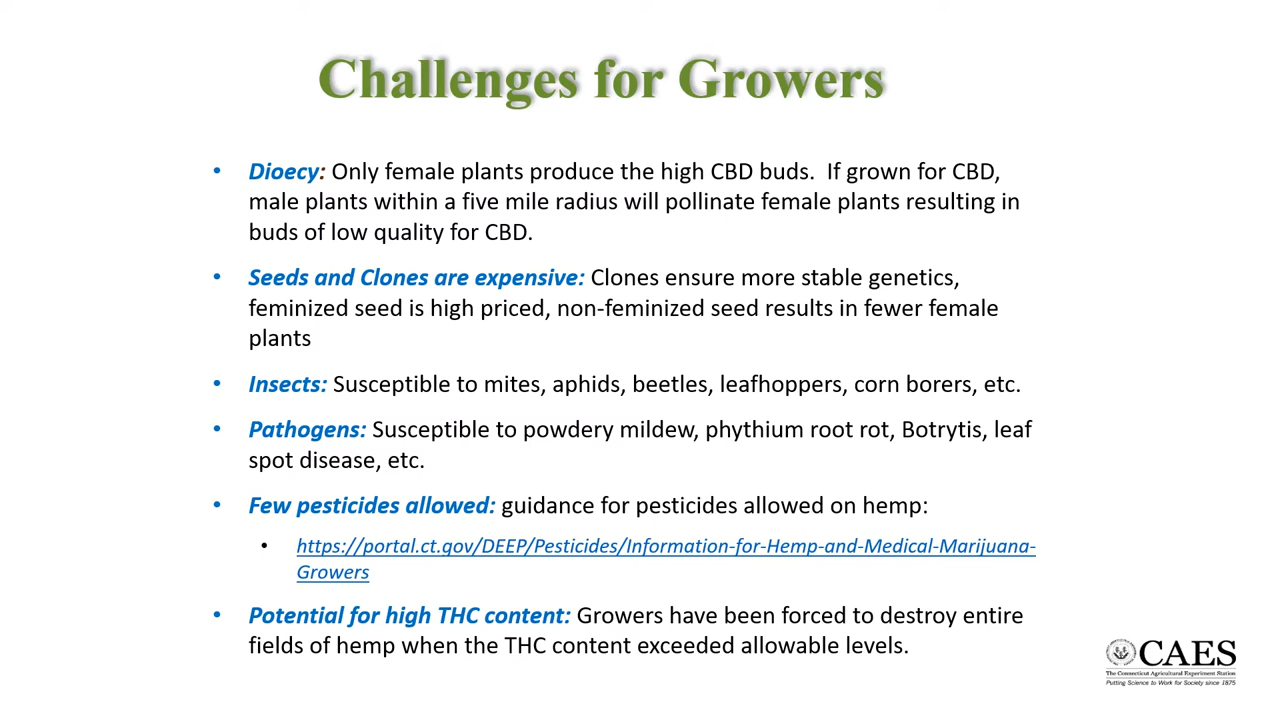 Challenges for Growers
• Dioecy: Only female plants produce the high CBD buds.  If grown for CBD,
male plants within a five mile radius will pollinate female plants resulting in
buds of low quality for CBD.
• Seeds and Clones are expensive: Clones ensure more stable genetics,
feminized seed is high priced, non-feminized seed results in fewer female
plants
• Insects: Susceptible to mites, aphids, beetles, leafhoppers, corn borers, etc.
• Pathogens: Susceptible to powdery mildew, phythium root rot, Botrytis, leaf
spot disease, etc.
• Few pesticides allowed: guidance for pesticides allowed on hemp:
• https://portal.ct.gov/DEEP/Pesticides/Information-for-Hemp-and-Medical-Marijuana-
Growers
• Potential for high THC content: Growers have been forced to destroy entire
fields of hemp when the THC content exceeded allowable levels.
CAES
The Connecticut Agricultural Experiment Station
Putting Science to Work for Society since 1875